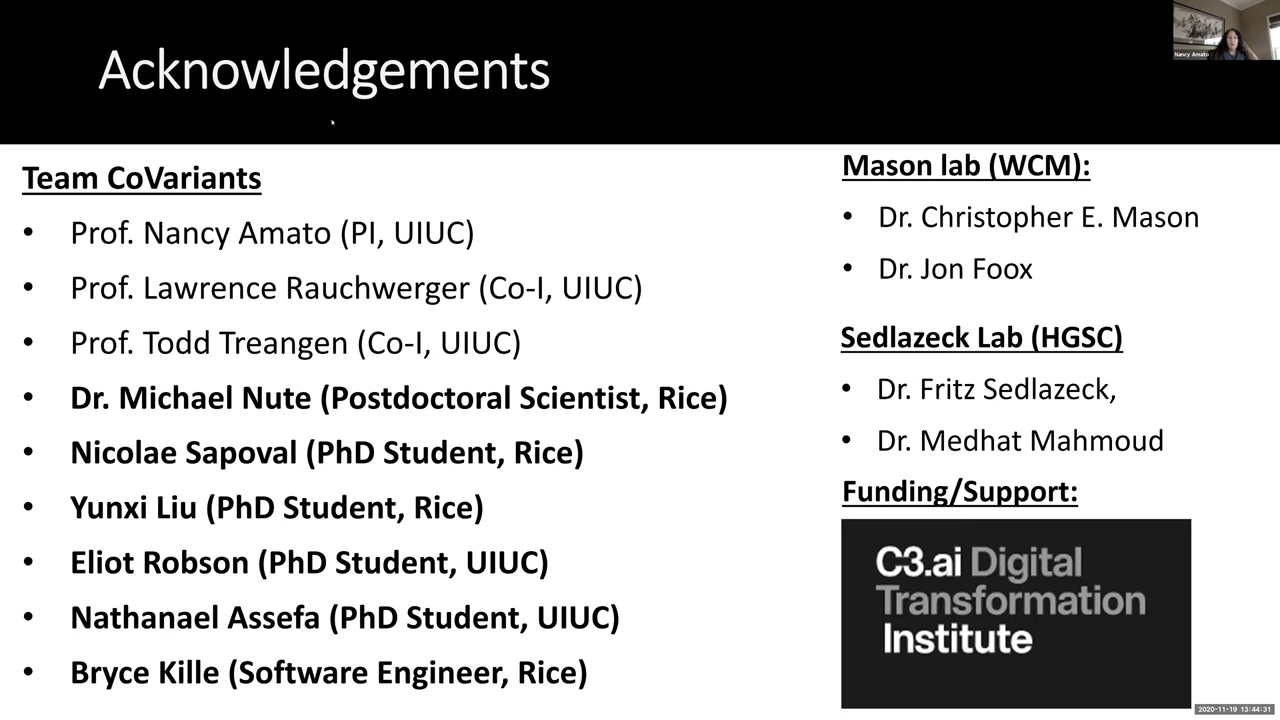 Acknowledgements
Nancy Amato
Team CoVariants
• Prof. Nancy Amato (PI, UIUC)
• Prof. Lawrence Rauchwerger (Co-I, UIUC)
• Prof. Todd Treangen (Co-I, UIUC)
• Dr. Michael Nute (Postdoctoral Scientist, Rice)
• Nicolae Sapoval (PhD Student, Rice)
• Yunxi Liu (PhD Student, Rice)
• Eliot Robson (PhD Student, UIUC)
• Nathanael Assefa (PhD Student, UIUC)
• Bryce Kille (Software Engineer, Rice)
Mason lab (WCM):
• Dr. Christopher E. Mason
• Dr. Jon Foox
Sedlazeck Lab (HGSC)
• Dr. Fritz Sedlazeck,
• Dr. Medhat Mahmoud
Funding/Support:
C3.ai Digital
Transformation
Institute
2020-11-19 13:44:31